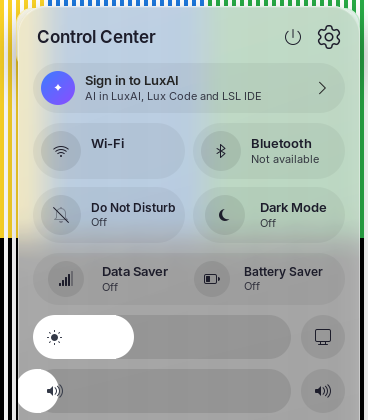 Control Center
Sign in to LuxAI
AI in LuxAI, Lux Code and LSL IDE
Wi-Fi
Bluetooth
Not available
Do Not Disturb
Off
Dark Mode
Off
Data Saver
Off
Battery Saver
Off